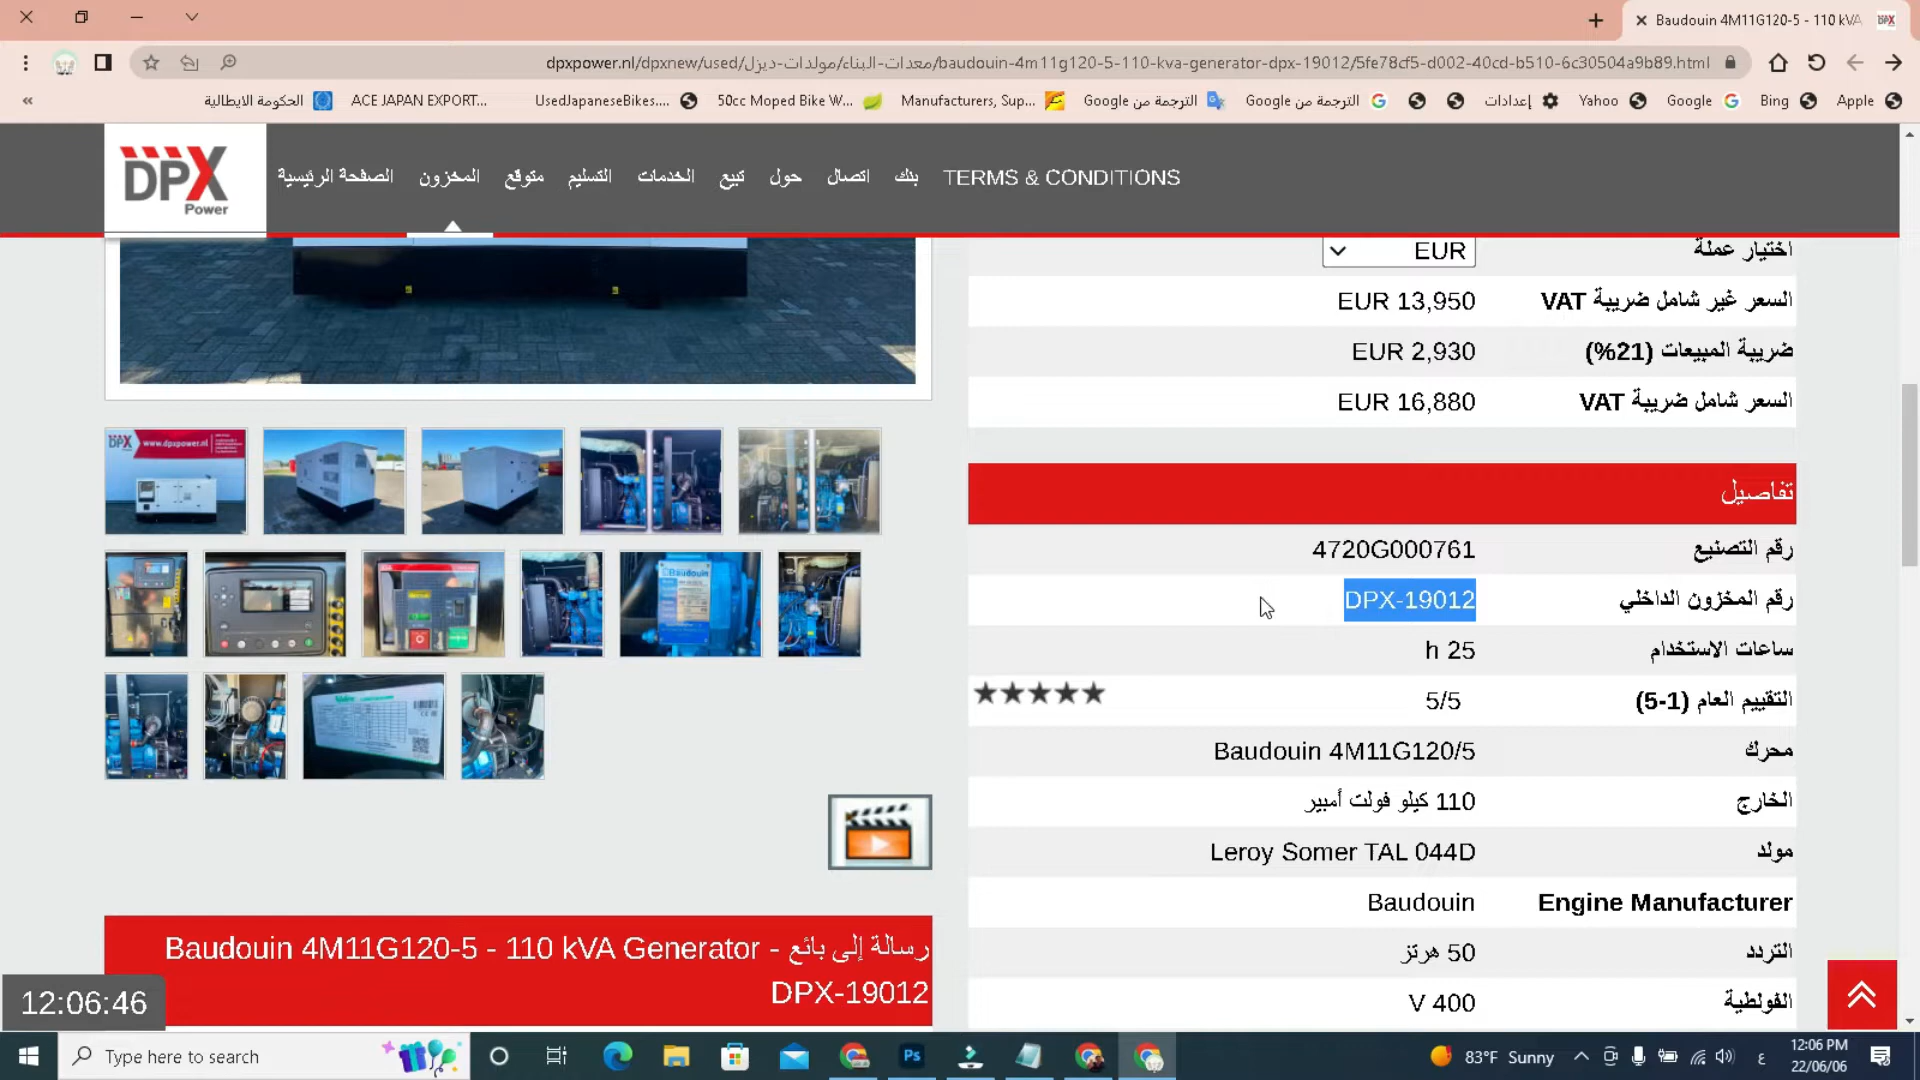 Baudouin 4M11G120-5 - 110 kVA
DPX
dpxpower.nl/dpxnew/used/معدات-البناء/مولدات-ديزل/baudouin-4m11g120-5-110-kva-generator-dpx-19012/5fe78cf5-d002-40cd-b510-6c30504a9b89.html
Apple
Bing
Google
Yahoo
إعدادات
الترجمة من Google
الترجمة من Google
Manufacturers, Sup...
50cc Moped Bike W...
UsedJapaneseBikes....
ACE JAPAN EXPORT...
الحكومة الايطالية
«
DPX
Power
الصفحة الرئيسية
المخزون
متوقع
التسليم
الخدمات
تبيع
حول
اتصال
بنك
TERMS & CONDITIONS
اختيار عملة EUR
السعر غير شامل ضريبة VAT EUR 13,950
ضريبة المبيعات (21%) EUR 2,930
السعر شامل ضريبة VAT EUR 16,880
تفاصيل
رقم التصنيع 4720G000761
رقم المخزون الداخلي DPX-19012
ساعات الاستخدام 25 h
التقييم العام (1-5) 5/5 ★★★★★
محرك Baudouin 4M11G120/5
الخارج 110 كيلو فولت أمبير
مولد Leroy Somer TAL 044D
Engine Manufacturer Baudouin
التردد 50 هرتز
الفولطية 400 V
DPX www.dpxpower.nl
Baudouin
رسالة إلى بائع - Baudouin 4M11G120-5 - 110 kVA Generator
DPX-19012
12:06:46
Type here to search
Ps
83°F Sunny
ع
12:06 PM
22/06/06